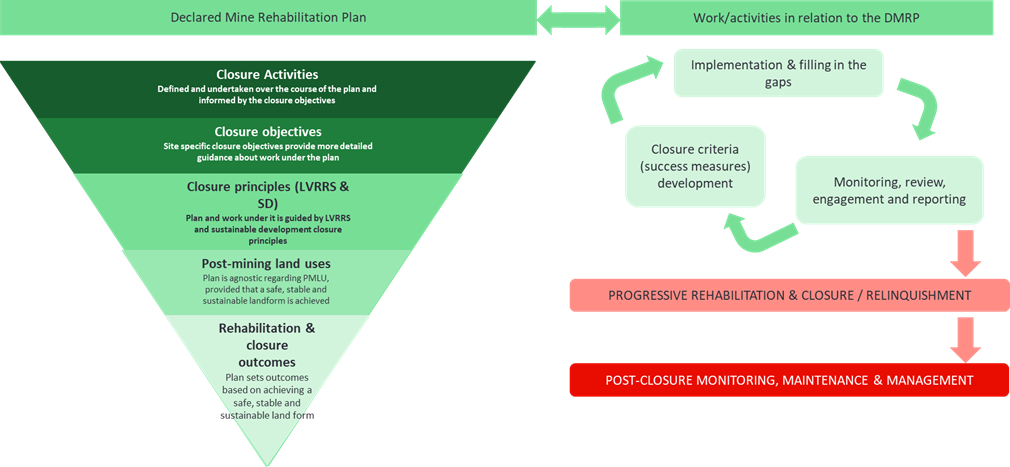 Declared Mine Rehabilitation Plan
Work/activities in relation to the DMRP
Closure Activities
Defined and undertaken over the course of the plan and
informed by the closure objectives
Closure objectives
Site specific closure objectives provide more detailed
guidance about work under the plan
Closure principles (LVRRS &
SD)
Plan and work under it is guided by LVRRS
and sustainable development closure
principles
Post-mining land uses
Plan is agnostic regarding PMLU,
provided that a safe, stable and
sustainable landform is achieved
Rehabilitation &
closure
outcomes
Plan sets outcomes
based on achieving a
safe, stable and
sustainable land form
Implementation & filling in the
gaps
Closure criteria
(success measures)
development
Monitoring, review,
engagement and reporting
PROGRESSIVE REHABILITATION & CLOSURE / RELINQUISHMENT
POST-CLOSURE MONITORING, MAINTENANCE & MANAGEMENT